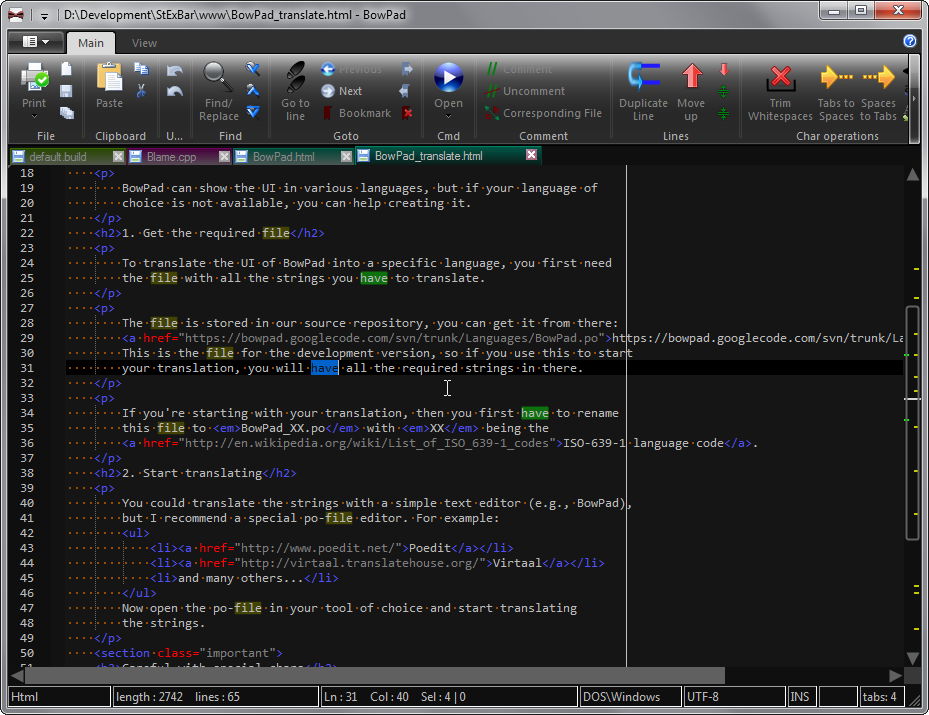 D:\Development\StExBar\www\BowPad_translate.html - BowPad
Main View
Print
Paste
Find/
Replace
Go to
line
Previous
Next
Bookmark
Open
Comment
Uncomment
Corresponding File
Duplicate
Line
Move
up
Trim
Whitespaces
Tabs to
Spaces
Spaces
to Tabs
File Clipboard U... Find Goto Cmd Comment Lines Char operations
default.build Blame.cpp BowPad.html BowPad_translate.html
18 ····<p>
19 ········BowPad·can·show·the·UI·in·various·languages,·but·if·your·language·of
20 ········choice·is·not·available,·you·can·help·creating·it.
21 ····</p>
22 ····<h2>1.·Get·the·required·file</h2>
23 ····<p>
24 ········To·translate·the·UI·of·BowPad·into·a·specific·language,·you·first·need
25 ········the·file·with·all·the·strings·you·have·to·translate.
26 ····</p>
27 ····<p>
28 ········The·file·is·stored·in·our·source·repository,·you·can·get·it·from·there:
29 ········<a·href="https://bowpad.googlecode.com/svn/trunk/Languages/BowPad.po">https://bowpad.googlecode.com/svn/trunk/La
30 ········This·is·the·file·for·the·development·version,·so·if·you·use·this·to·start
31 ········your·translation,·you·will·have·all·the·required·strings·in·there.
32 ····</p>
33 ····<p>
34 ········If·you're·starting·with·your·translation,·then·you·first·have·to·rename
35 ········this·file·to·<em>BowPad_XX.po</em>·with·<em>XX</em>·being·the
36 ········<a·href="http://en.wikipedia.org/wiki/List_of_ISO_639-1_codes">ISO-639-1·language·code</a>.
37 ····</p>
38 ····<h2>2.·Start·translating</h2>
39 ····<p>
40 ········You·could·translate·the·strings·with·a·simple·text·editor·(e.g.,·BowPad),
41 ········but·I·recommend·a·special·po-file·editor.·For·example:
42 ········<ul>
43 ············<li><a·href="http://www.poedit.net/">Poedit</a></li>
44 ············<li><a·href="http://virtaal.translatehouse.org/">Virtaal</a></li>
45 ············<li>and·many·others...</li>
46 ········</ul>
47 ········Now·open·the·po-file·in·your·tool·of·choice·and·start·translating
48 ········the·strings.
49 ····</p>
50 ····<section·class="important">
51 ········<h2>Careful·with·special·chars</h2>
Html length : 2742 lines : 65 Ln : 31 Col : 40 Sel : 4 | 0 DOS\Windows UTF-8 INS tabs: 4